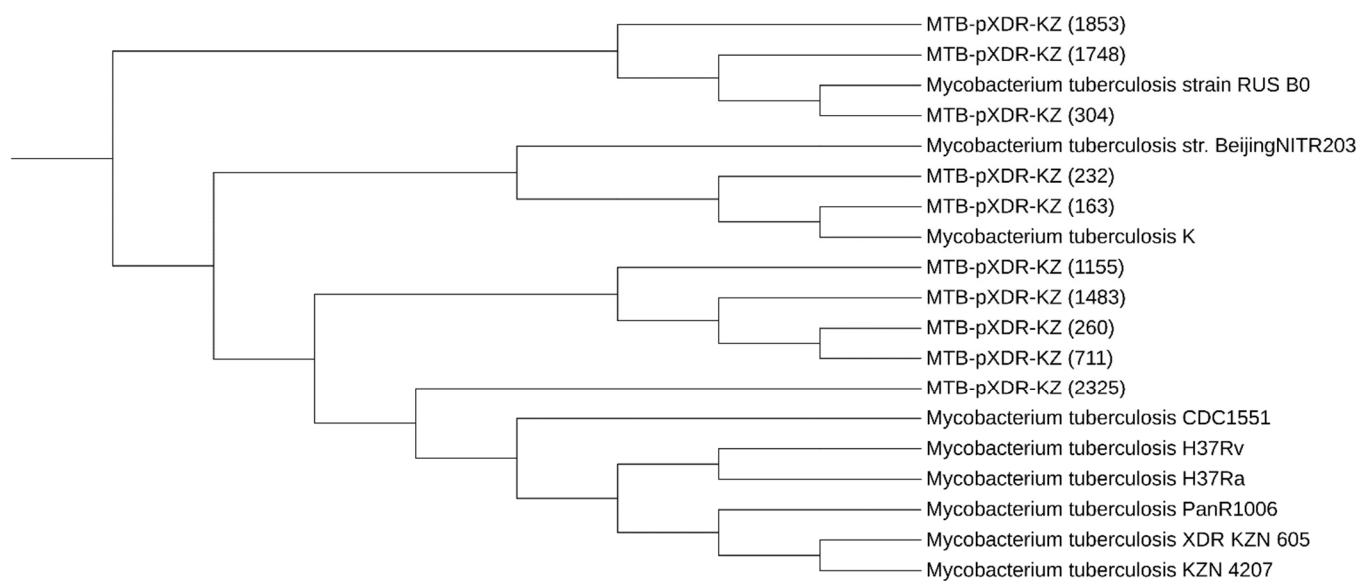 MTB-pXDR-KZ (1853)
MTB-pXDR-KZ (1748)
Mycobacterium tuberculosis strain RUS B0
MTB-pXDR-KZ (304)
Mycobacterium tuberculosis str. BeijingNITR203
MTB-pXDR-KZ (232)
MTB-pXDR-KZ (163)
Mycobacterium tuberculosis K
MTB-pXDR-KZ (1155)
MTB-pXDR-KZ (1483)
MTB-pXDR-KZ (260)
MTB-pXDR-KZ (711)
MTB-pXDR-KZ (2325)
Mycobacterium tuberculosis CDC1551
Mycobacterium tuberculosis H37Rv
Mycobacterium tuberculosis H37Ra
Mycobacterium tuberculosis PanR1006
Mycobacterium tuberculosis XDR KZN 605
Mycobacterium tuberculosis KZN 4207